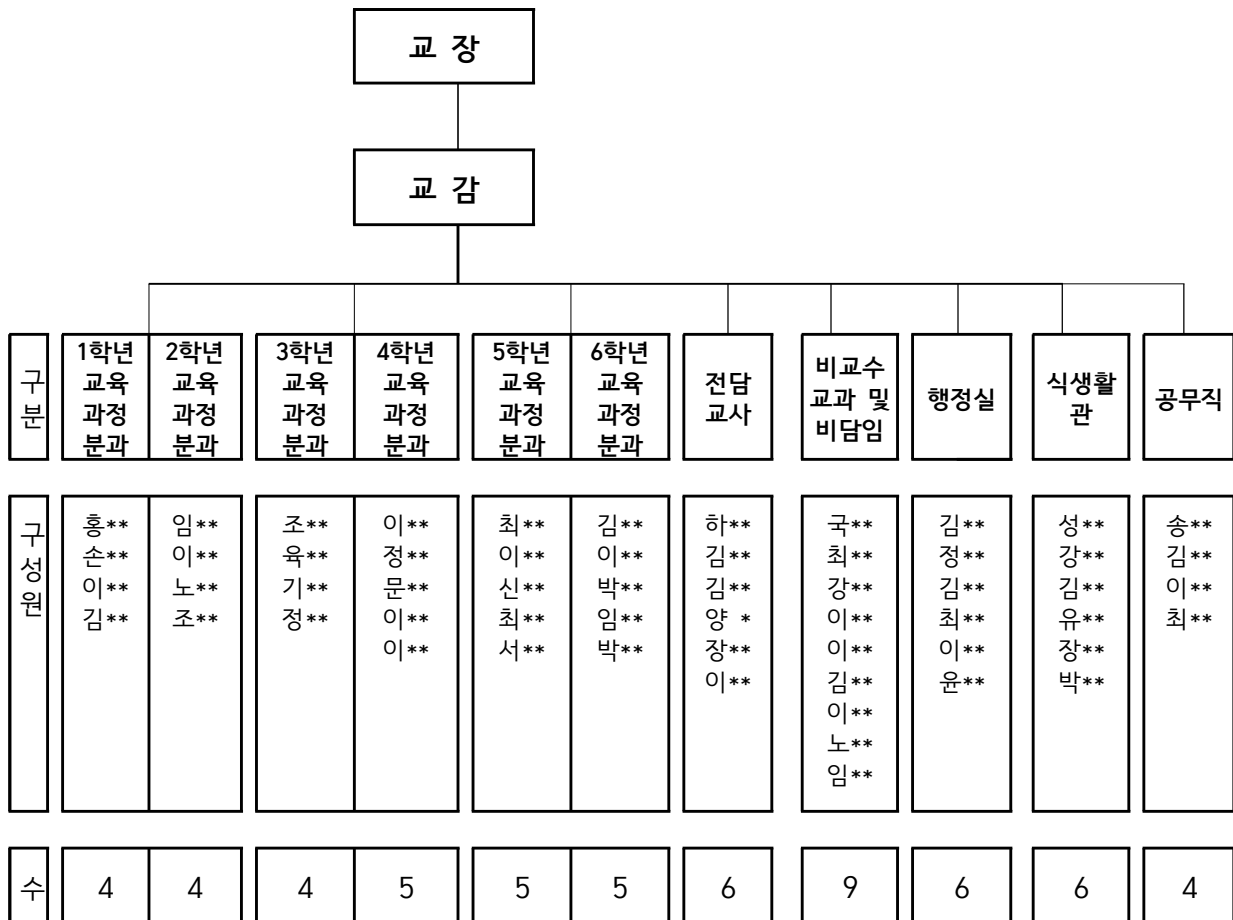 교 장
교 감
구분
1학년
교육
과정
분과
2학년
교육
과정
분과
3학년
교육
과정
분과
4학년
교육
과정
분과
5학년
교육
과정
분과
6학년
교육
과정
분과
전담
교사
비교수
교과 및
비담임
행정실
식생활
관
공무직
구성원
홍**
손**
이**
김**
임**
이**
노**
조**
조**
육**
기**
정**
이**
정**
문**
이**
이**
최**
이**
신**
최**
서**
김**
이**
박**
임**
박**
하**
김**
김**
양 *
장**
이**
국**
최**
강**
이**
이**
김**
이**
노**
임**
김**
정**
김**
최**
이**
윤**
성**
강**
김**
유**
장**
박**
송**
김**
이**
최**
수 4 4 4 5 5 5 6 9 6 6 4